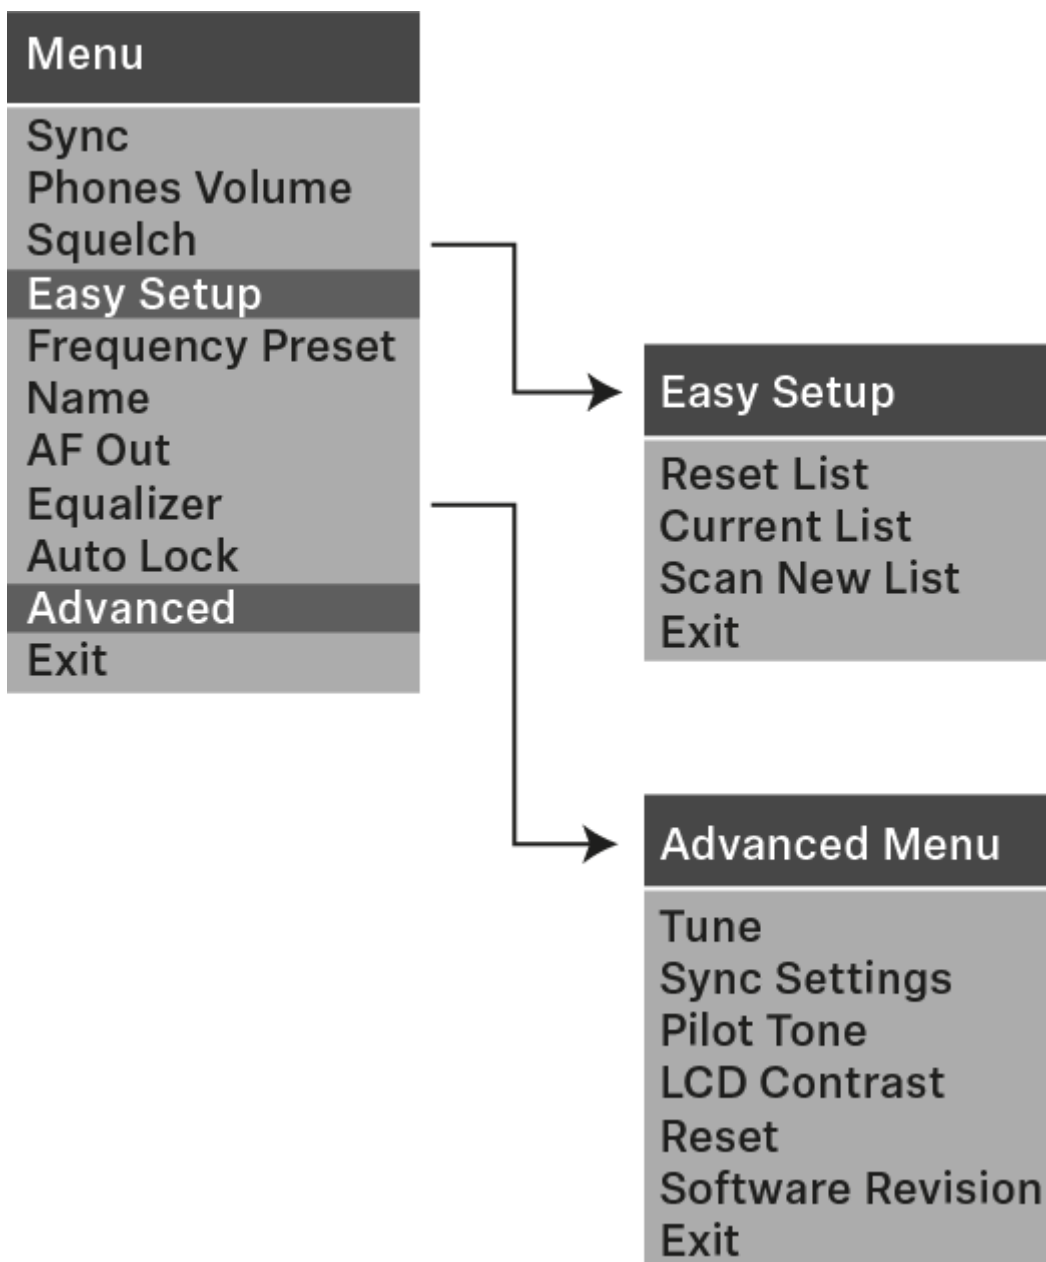 Menu
Sync
Phones Volume
Squelch
Easy Setup
Frequency Preset
Name
AF Out
Equalizer
Auto Lock
Advanced
Exit
Easy Setup
Reset List
Current List
Scan New List
Exit
Advanced Menu
Tune
Sync Settings
Pilot Tone
LCD Contrast
Reset
Software Revision
Exit